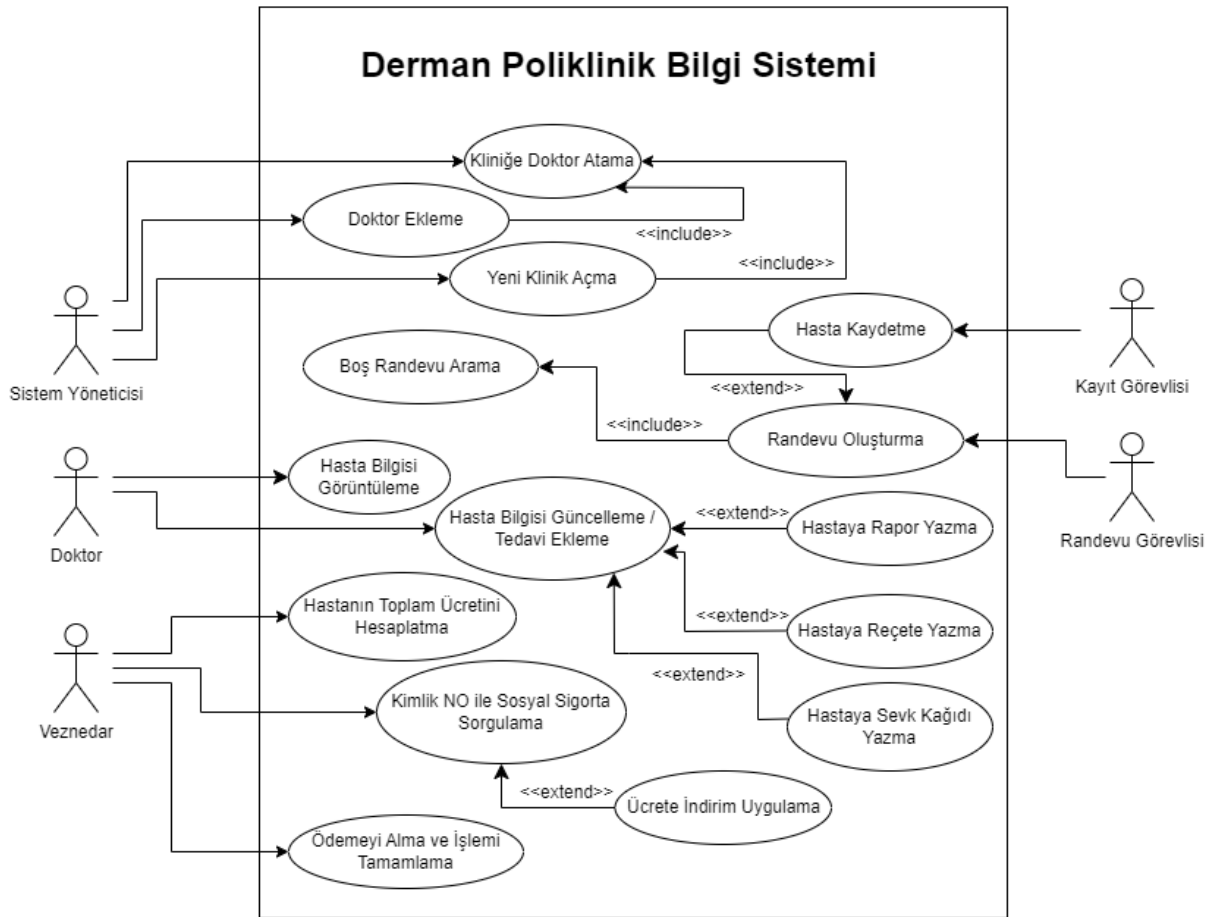 Derman Poliklinik Bilgi Sistemi
Kliniğe Doktor Atama
Doktor Ekleme
<<include>>
Yeni Klinik Açma
<<include>>
Sistem Yöneticisi
Hasta Kaydetme
Kayıt Görevlisi
Boş Randevu Arama
<<extend>>
<<include>>
Randevu Oluşturma
Randevu Görevlisi
Hasta Bilgisi
Görüntüleme
Doktor
Hasta Bilgisi Güncelleme /
Tedavi Ekleme
<<extend>>
Hastaya Rapor Yazma
Hastanın Toplam Ücretini
Hesaplatma
<<extend>>
Hastaya Reçete Yazma
<<extend>>
Hastaya Sevk Kağıdı
Yazma
Veznedar
Kimlik NO ile Sosyal Sigorta
Sorgulama
<<extend>>
Ücrete İndirim Uygulama
Ödemeyi Alma ve İşlemi
Tamamlama